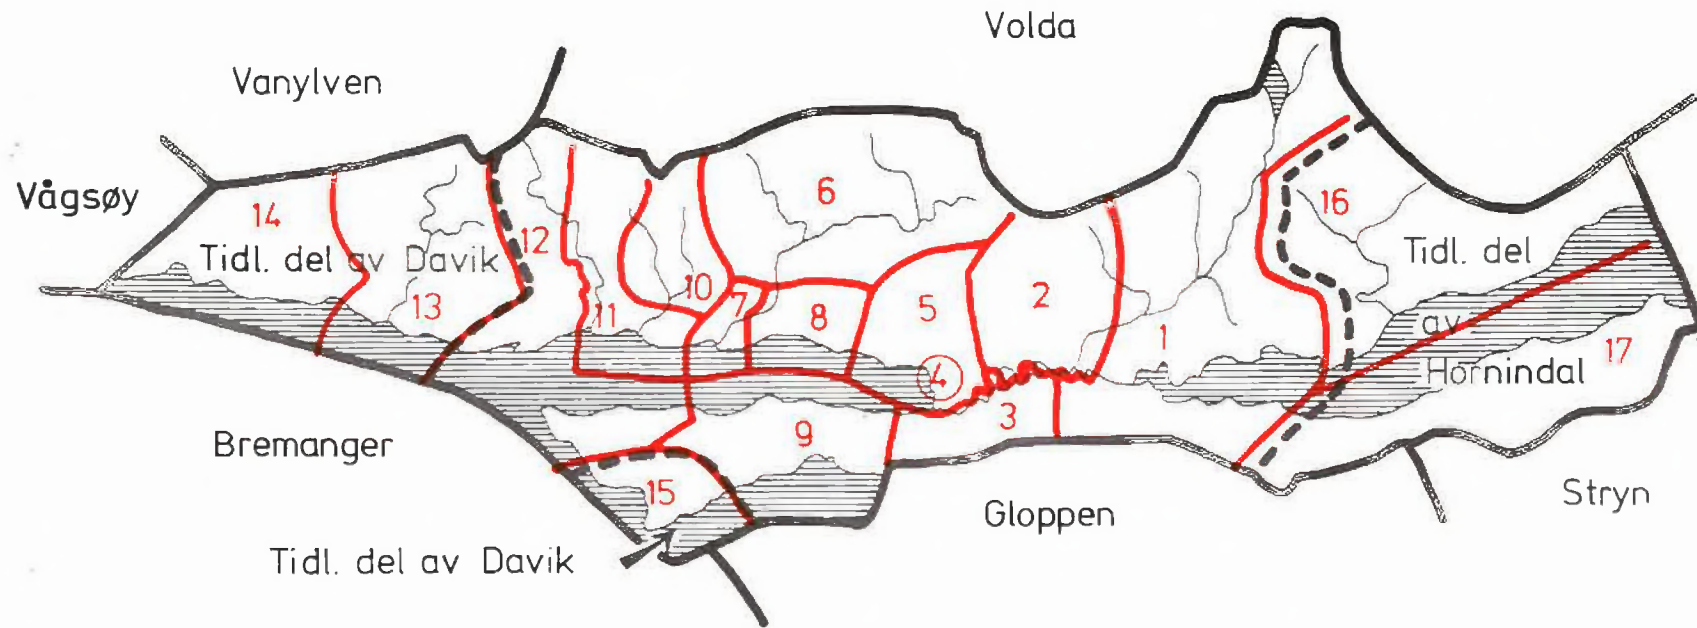 Volda
Vanylven
Vågsøy
14
6
16
12
Tidl. del av Davik
Tidl. del
10
2
13
11
7
8
5
1
av
17
4
Hornindal
3
Bremanger
9
15
Stryn
Gloppen
Tidl. del av Davik